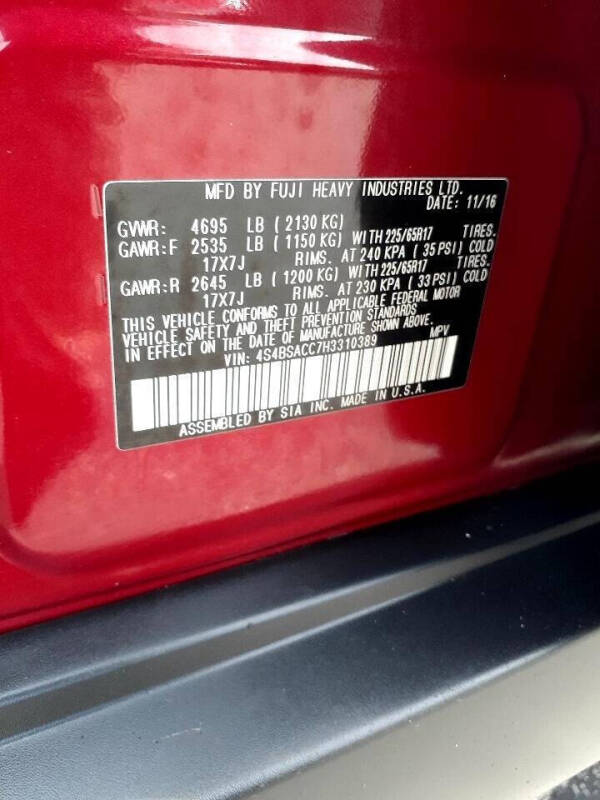 MFD BY FUJI HEAVY INDUSTRIES LTD.
DATE: 11/16
GVWR: 4695 LB ( 2130 KG)
GAWR:F 2535 LB ( 1150 KG) WITH 225/65R17 TIRES.
17X7J RIMS. AT 240 KPA ( 35 PSI) COLD
GAWR:R 2645 LB ( 1200 KG) WITH 225/65R17 TIRES.
17X7J RIMS. AT 230 KPA ( 33 PSI) COLD
THIS VEHICLE CONFORMS TO ALL APPLICABLE FEDERAL MOTOR
VEHICLE SAFETY AND THEFT PREVENTION STANDARDS
IN EFFECT ON THE DATE OF MANUFACTURE SHOWN ABOVE.
VIN: 4S4BSACC7H3310389 MPV
ASSEMBLED BY SIA INC. MADE IN U.S.A.